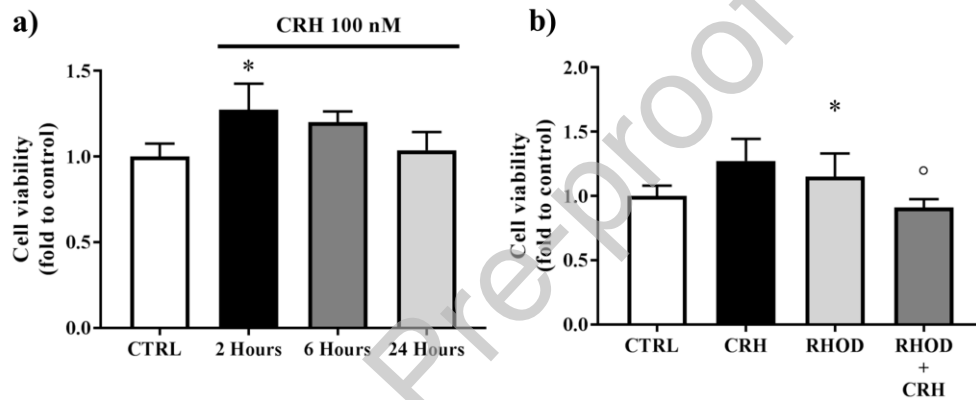 a)
CRH 100 nM
*
1.5
1.0
0.5
0.0
Cell viability
(fold to control)
CTRL
2 Hours
6 Hours
24 Hours
b)
2.0
1.5
1.0
0.5
0.0
Cell viability
(fold to control)
*
°
CTRL
CRH
RHOD
RHOD
+
CRH
Pre-proof